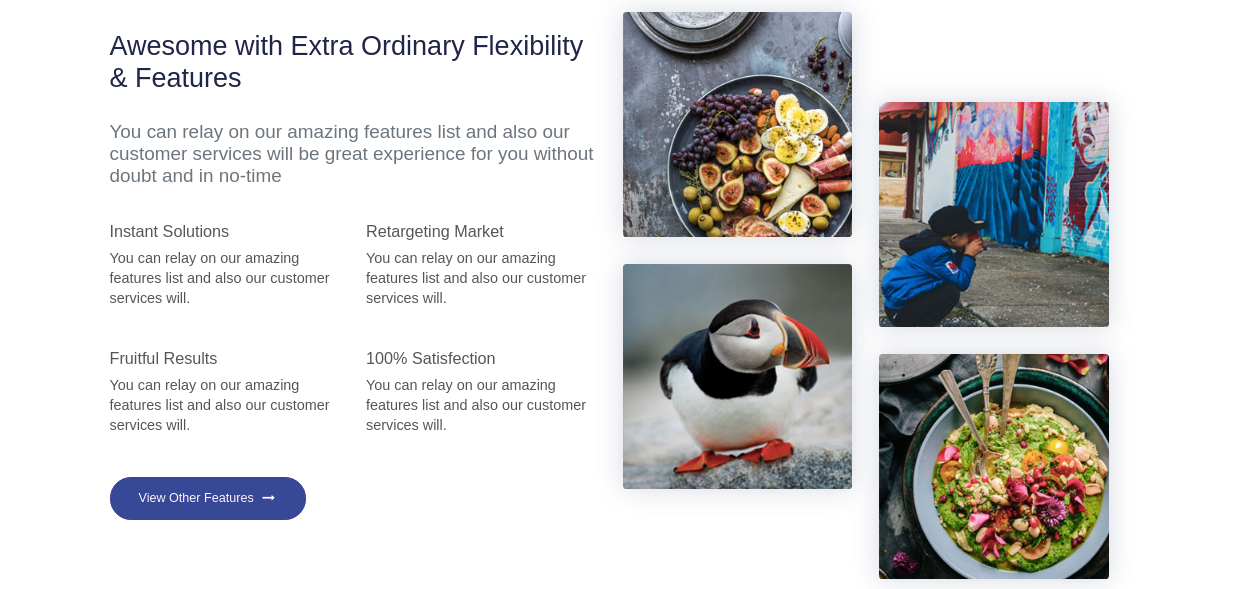 Awesome with Extra Ordinary Flexibility
& Features
You can relay on our amazing features list and also our
customer services will be great experience for you without
doubt and in no-time
Instant Solutions
You can relay on our amazing
features list and also our customer
services will.
Retargeting Market
You can relay on our amazing
features list and also our customer
services will.
Fruitful Results
You can relay on our amazing
features list and also our customer
services will.
100% Satisfaction
You can relay on our amazing
features list and also our customer
services will.
View Other Features